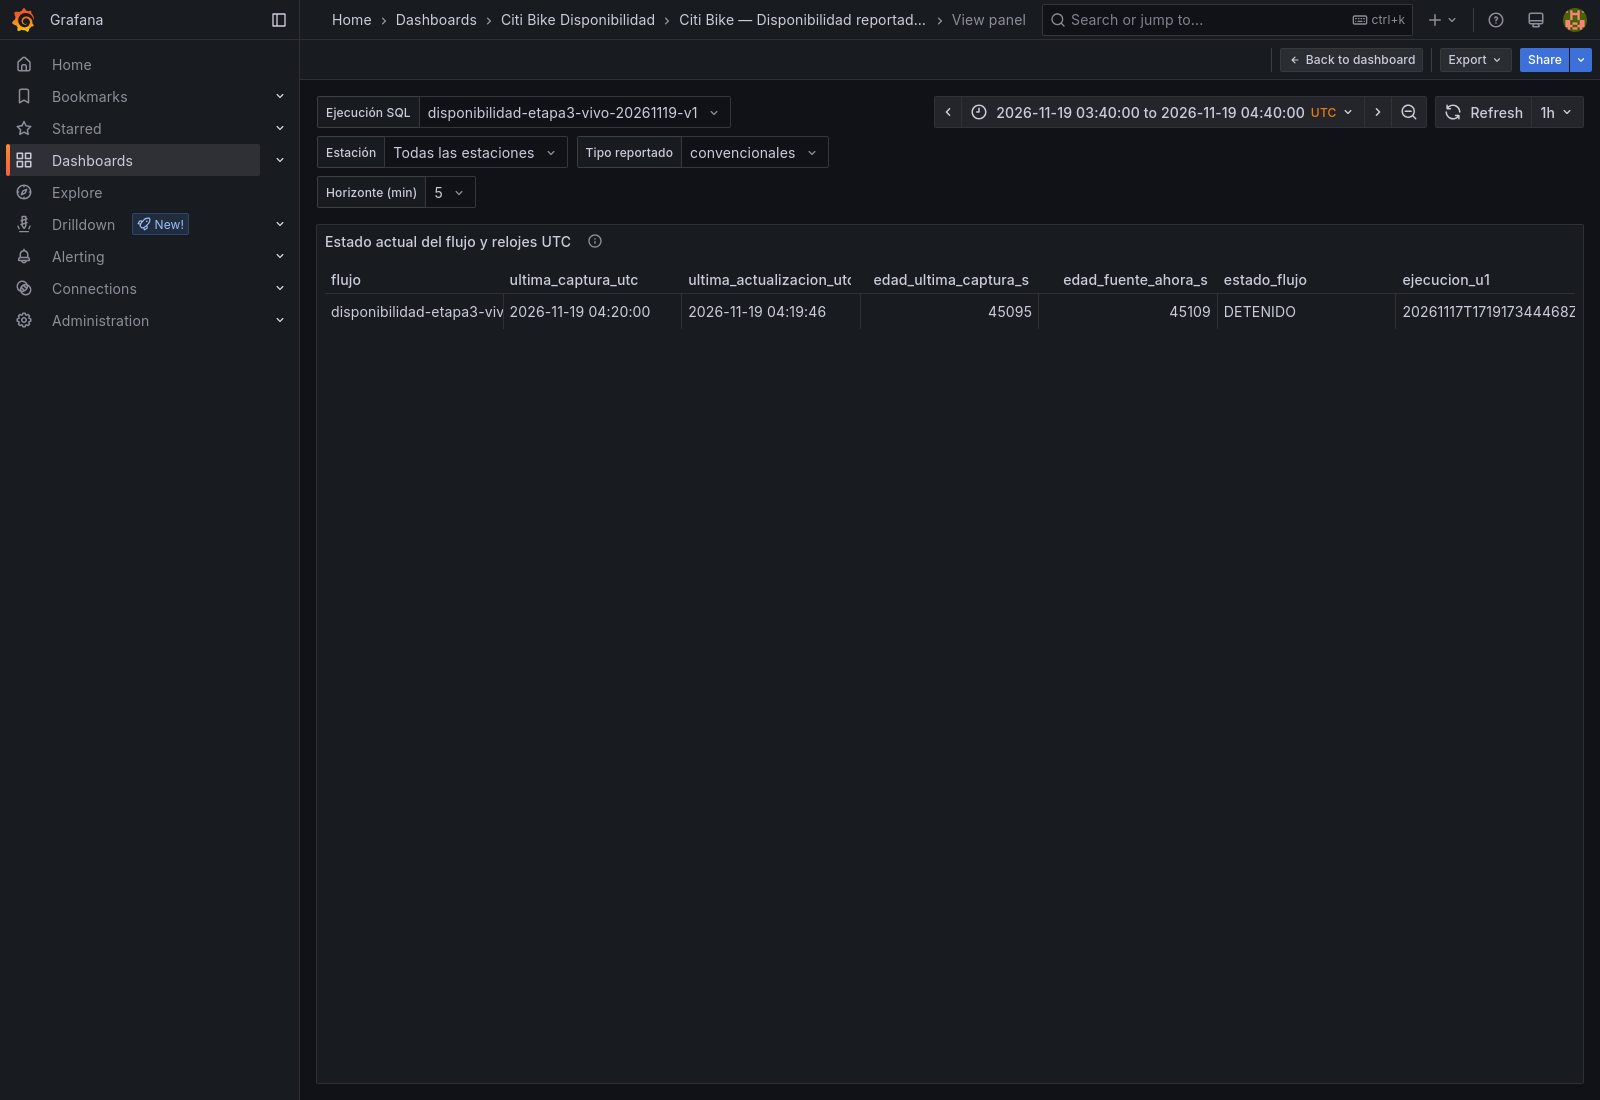 Grafana
Home › Dashboards › Citi Bike Disponibilidad › Citi Bike — Disponibilidad reportad... › View panel
Search or jump to... ctrl+k
Back to dashboard Export Share
Home
Bookmarks
Starred
Dashboards
Explore
Drilldown New!
Alerting
Connections
Administration
Ejecución SQL disponibilidad-etapa3-vivo-20261119-v1
2026-11-19 03:40:00 to 2026-11-19 04:40:00 UTC
Refresh 1h
Estación Todas las estaciones Tipo reportado convencionales
Horizonte (min) 5
Estado actual del flujo y relojes UTC
flujo ultima_captura_utc ultima_actualizacion_utc edad_ultima_captura_s edad_fuente_ahora_s estado_flujo ejecucion_u1
disponibilidad-etapa3-viv 2026-11-19 04:20:00 2026-11-19 04:19:46 45095 45109 DETENIDO 20261117T171917344468Z